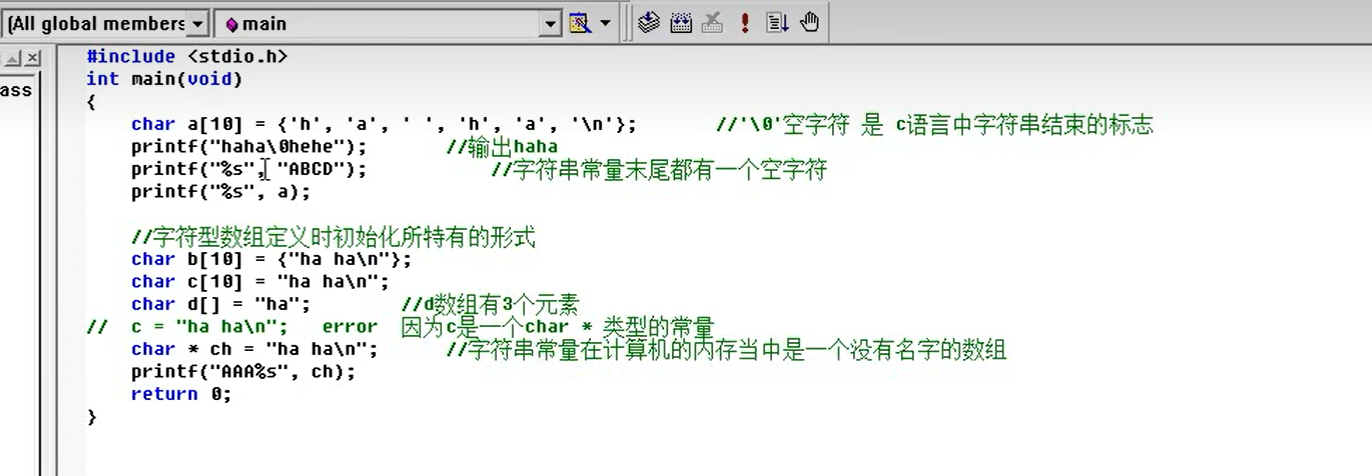 (All global members
main
ass
#include <stdio.h>
int main(void)
{
char a[10] = {'h', 'a', ' ', 'h', 'a', '\n'}; //'\0'空字符 是 c语言中字符串结束的标志
printf("haha\0hehe"); //输出haha
printf("%s", "ABCD"); //字符串常量末尾都有一个空字符
printf("%s", a);
//字符型数组定义时初始化所特有的形式
char b[10] = {"ha ha\n"};
char c[10] = "ha ha\n";
char d[] = "ha"; //d数组有3个元素
// c = "ha ha\n"; error 因为c是一个char * 类型的常量
char * ch = "ha ha\n"; //字符串常量在计算机的内存当中是一个没有名字的数组
printf("AAA%s", ch);
return 0;
}